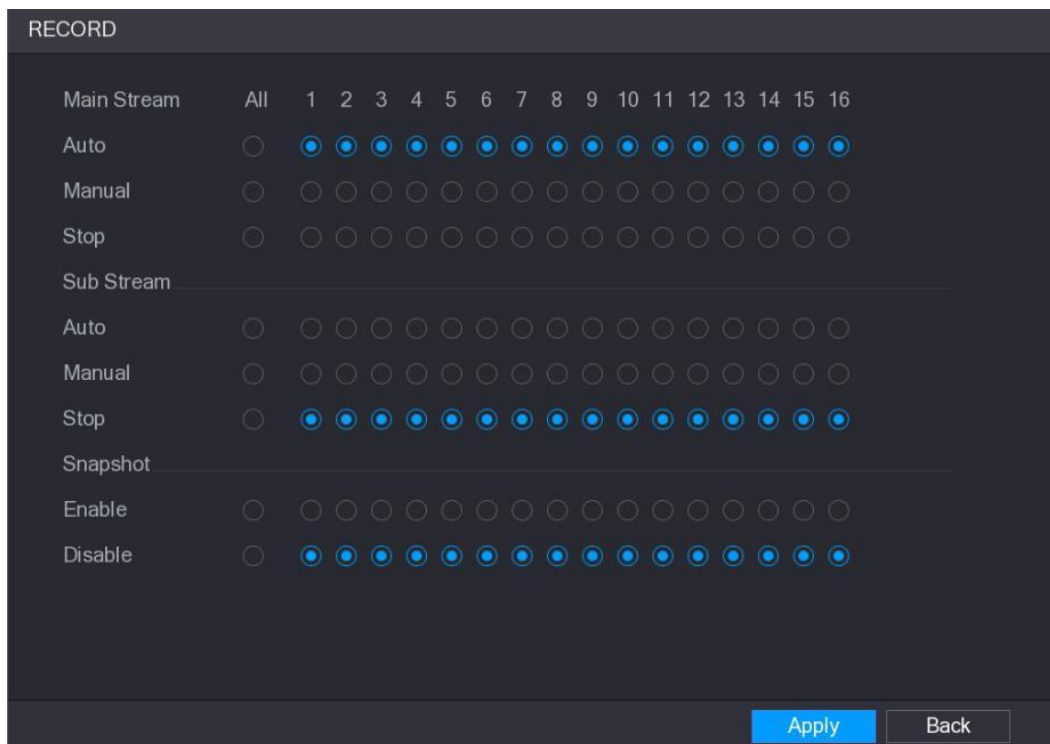 RECORD
Main Stream All 1 2 3 4 5 6 7 8 9 10 11 12 13 14 15 16
Auto
Manual
Stop
Sub Stream
Auto
Manual
Stop
Snapshot
Enable
Disable
Apply Back